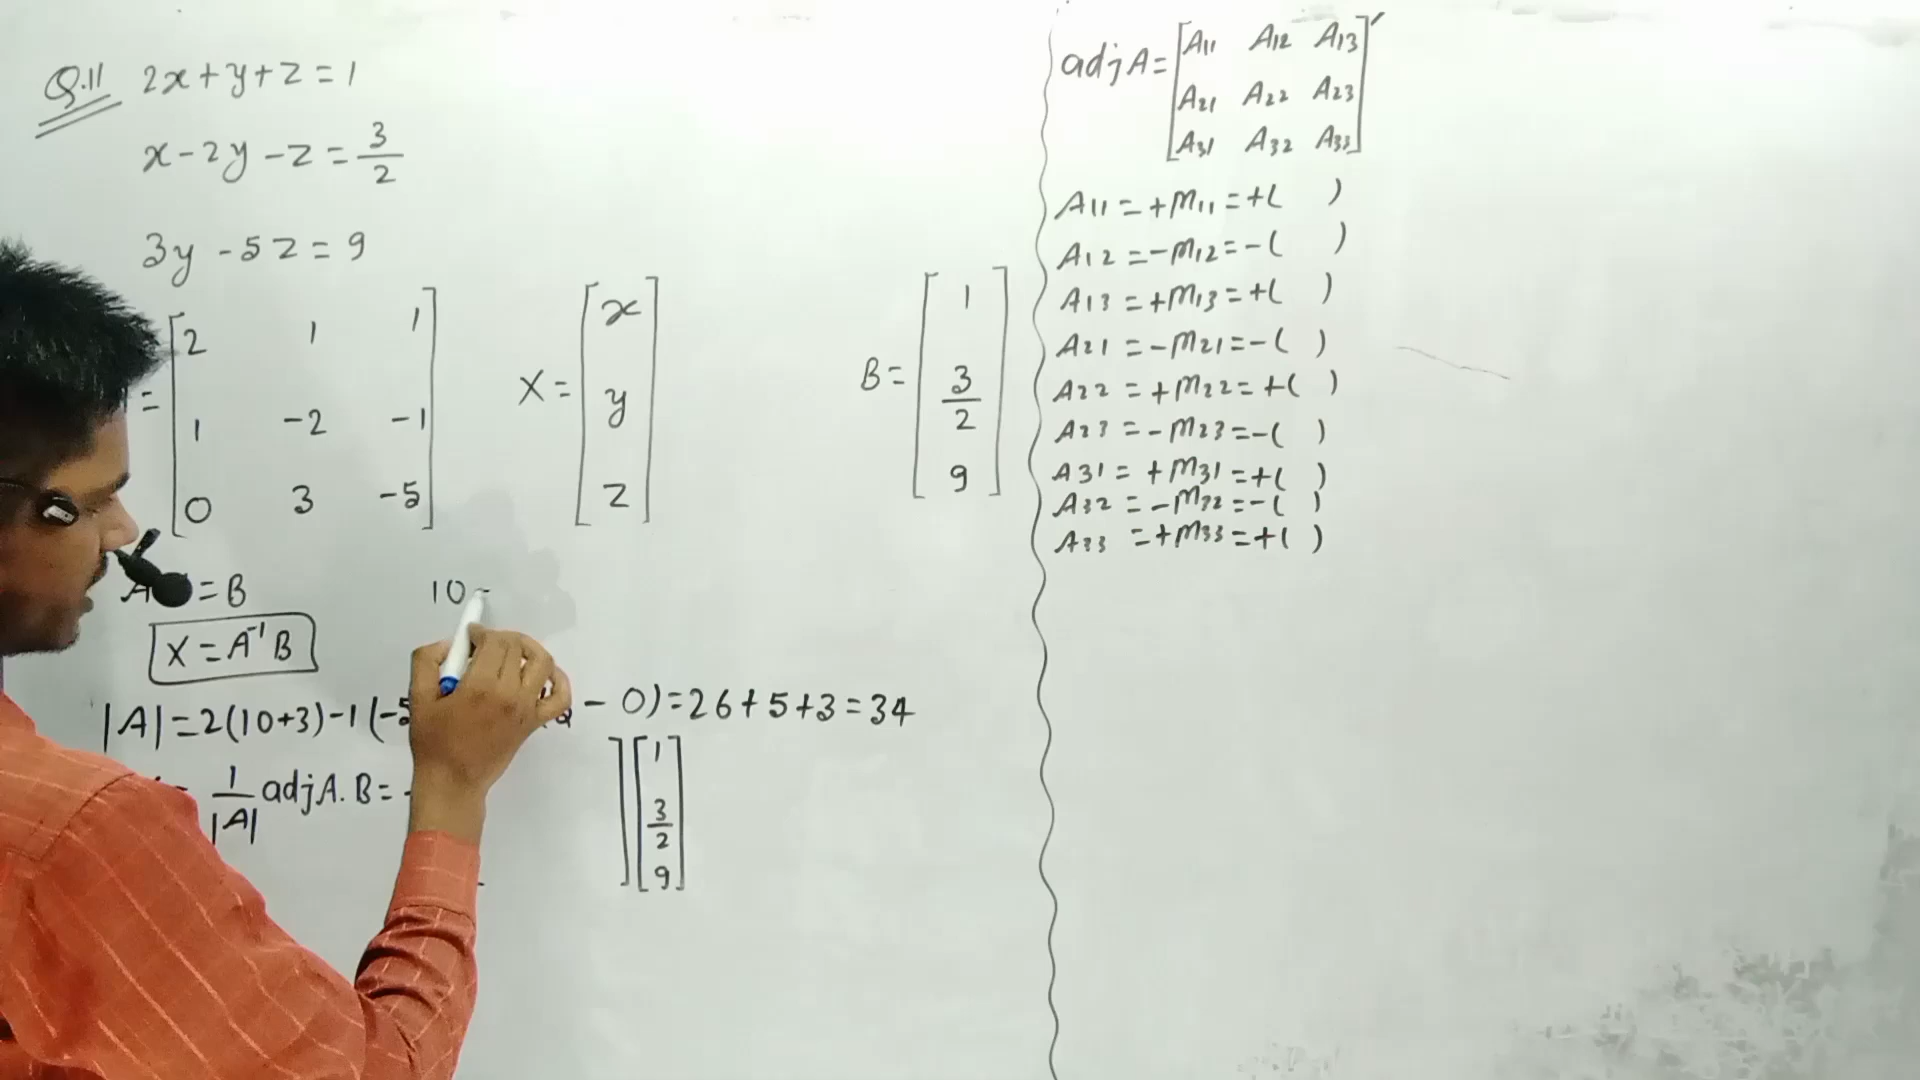 Q.11 2x+y+z=1
x-2y-z=3/2
3y-5z=9
= [2 1 1
1 -2 -1
0 3 -5]
X= [x
y
z]
B= [1
3/2
9]
=B
10-
X=A⁻¹B
|A|=2(10+3)-1(-5 - 0)=26+5+3=34
1/|A| adjA.B=
] [1
3/2
9]
adjA= [A11 A12 A13
A21 A22 A23
A31 A32 A33]′
A11=+M11=+( )
A12=-M12=-( )
A13=+M13=+( )
A21=-M21=-( )
A22=+M22=+( )
A23=-M23=-( )
A31=+M31=+( )
A32=-M32=-( )
A33=+M33=+( )